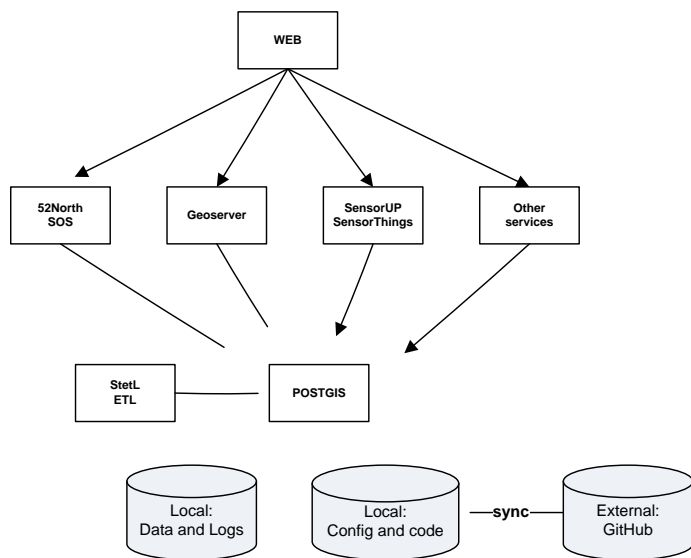 WEB
52North
SOS
Geoserver
SensorUP
SensorThings
Other
services
StetL
ETL
POSTGIS
Local:
Data and Logs
Local:
Config and code
sync
External:
GitHub